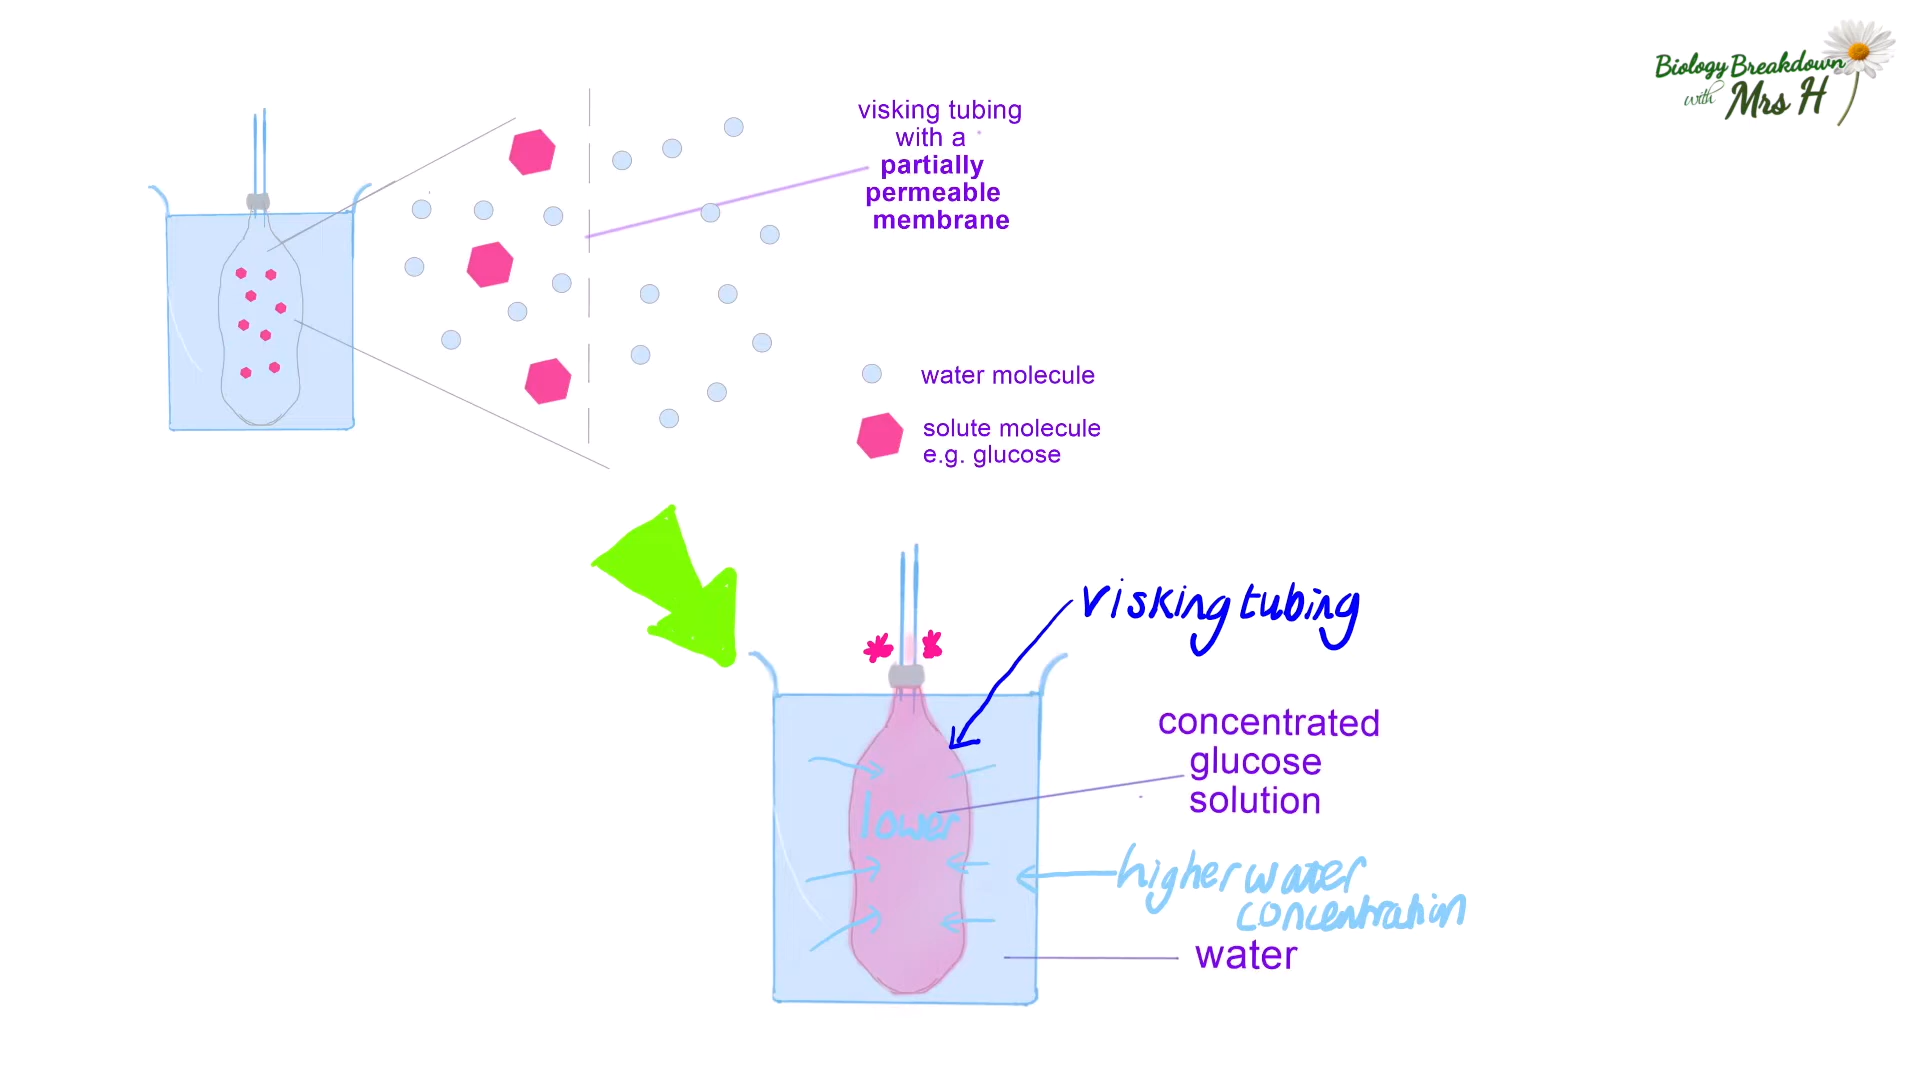 Biology Breakdown
with Mrs H
visking tubing
with a
partially
permeable
membrane
water molecule
solute molecule
e.g. glucose
visking tubing
concentrated
glucose
solution
lower
higher water
concentration
water